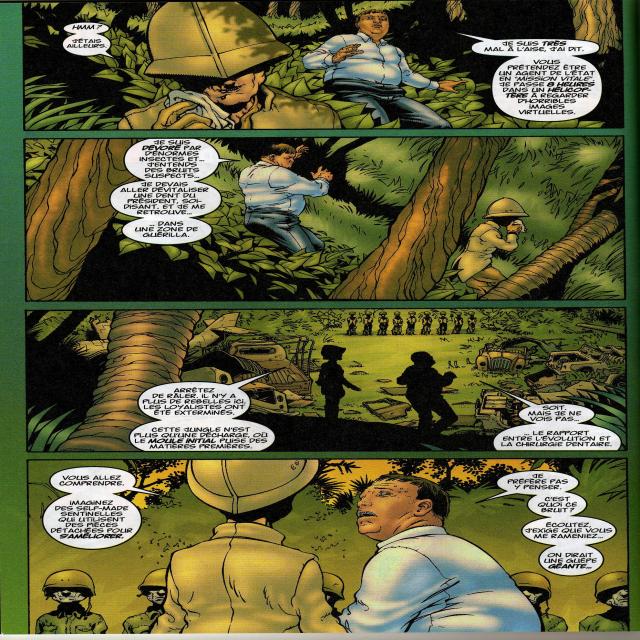 HMM ?
J'ÉTAIS
AILLEURS.
JE SUIS TRÈS
MAL À L'AISE, J'AI DIT.
VOUS
PRÉTENDEZ ÊTRE
UN AGENT DE L'ÉTAT
EN "MISSION VITALE".
JE PASSE 8 HEURES
DANS UN HÉLICOP-
TÈRE À REGARDER
D'HORRIBLES
IMAGES
VIRTUELLES.
JE SUIS
DÉVORÉ PAR
D'ÉNORMES
INSECTES ET...
J'ENTENDS
DES BRUITS
SUSPECTS...
JE DEVAIS
ALLER DÉVITALISER
UNE DENT DU
PRÉSIDENT, SOI-
DISANT, ET JE ME
RETROUVE...
... DANS
UNE ZONE DE
GUÉRILLA.
ARRÊTEZ
DE RÂLER. IL N'Y A
PLUS DE REBELLES ICI,
LES LOYALISTES ONT
ÉTÉ EXTERMINÉS.
CETTE JUNGLE N'EST
PLUS QU'UNE DÉCHARGE, OÙ
LE MOULE INITIAL PUISE DES
MATIÈRES PREMIÈRES.
SOIT.
MAIS JE NE
VOIS PAS...
... LE RAPPORT
ENTRE L'ÉVOLUTION ET
LA CHIRURGIE DENTAIRE.
VOUS ALLEZ
COMPRENDRE.
IMAGINEZ
DES SELF-MADE
SENTINELLES
QUI UTILISENT
DES PIÈCES
DÉTACHÉES POUR
S'AMÉLIORER.
JE
PRÉFÈRE PAS
Y PENSER.
C'EST
QUOI CE
BRUIT ?
ÉCOUTEZ,
J'EXIGE QUE VOUS
ME RAMENIEZ...
ON DIRAIT
UNE GUÊPE
GÉANTE...